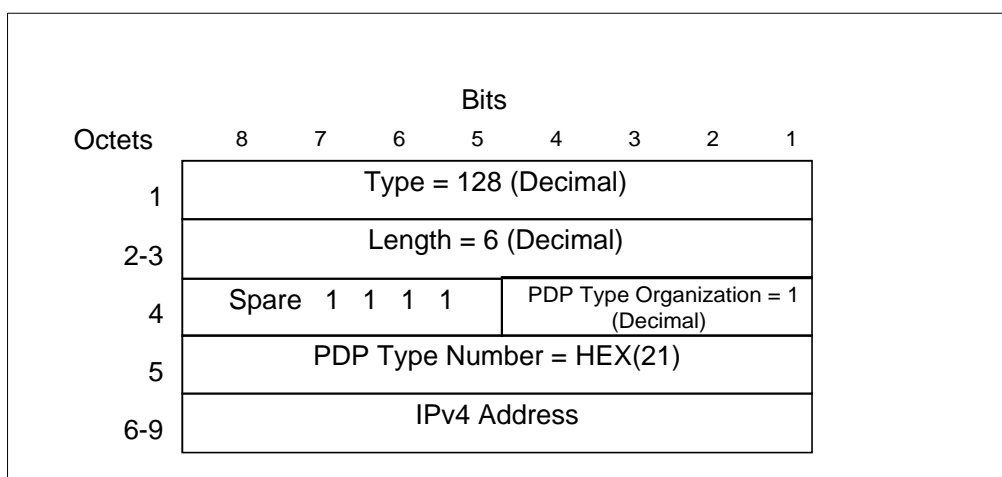 Bits
Octets 8 7 6 5 4 3 2 1
1 Type = 128 (Decimal)
2-3 Length = 6 (Decimal)
4 Spare 1 1 1 1 PDP Type Organization = 1
(Decimal)
5 PDP Type Number = HEX(21)
6-9 IPv4 Address